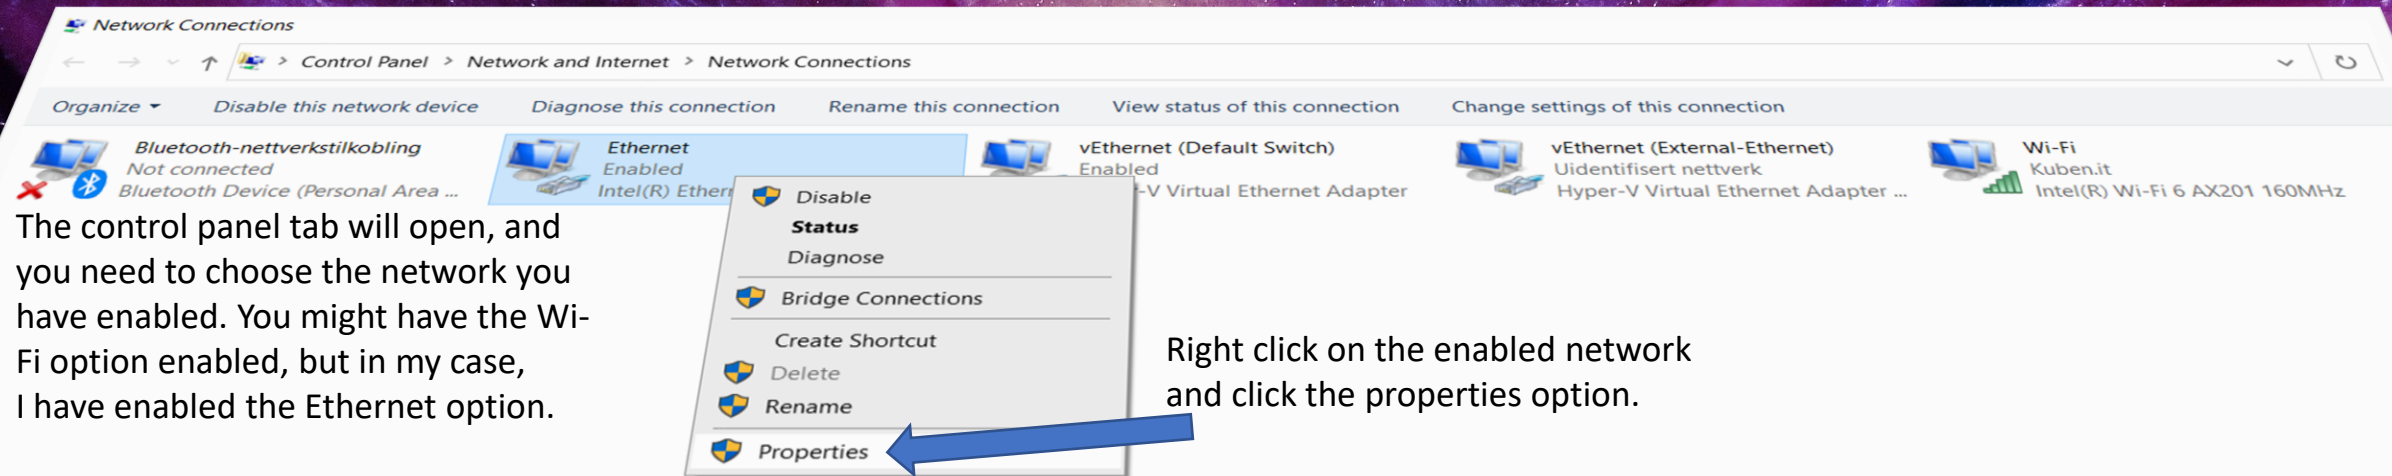 Network Connections
Control Panel > Network and Internet > Network Connections
Organize Disable this network device Diagnose this connection Rename this connection View status of this connection Change settings of this connection
Bluetooth-nettverkstilkobling
Not connected
Bluetooth Device (Personal Area ...
Ethernet
Enabled
Intel(R)
vEthernet (Default Switch)
Enabled
-V Virtual Ethernet Adapter
vEthernet (External-Ethernet)
Uidentifisert nettverk
Hyper-V Virtual Ethernet Adapter ...
Wi-Fi
Kuben.it
Intel(R) Wi-Fi 6 AX201 160MHz
Disable
Status
Diagnose
Bridge Connections
Create Shortcut
Delete
Rename
Properties
The control panel tab will open, and
you need to choose the network you
have enabled. You might have the Wi-
Fi option enabled, but in my case,
I have enabled the Ethernet option.
Right click on the enabled network
and click the properties option.